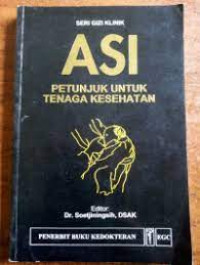 SERI GIZI KLINIK
ASI
PETUNJUK UNTUK
TENAGA KESEHATAN
Editor:
Dr. Soetjiningsih, DSAK
PENERBIT BUKU KEDOKTERAN EGC